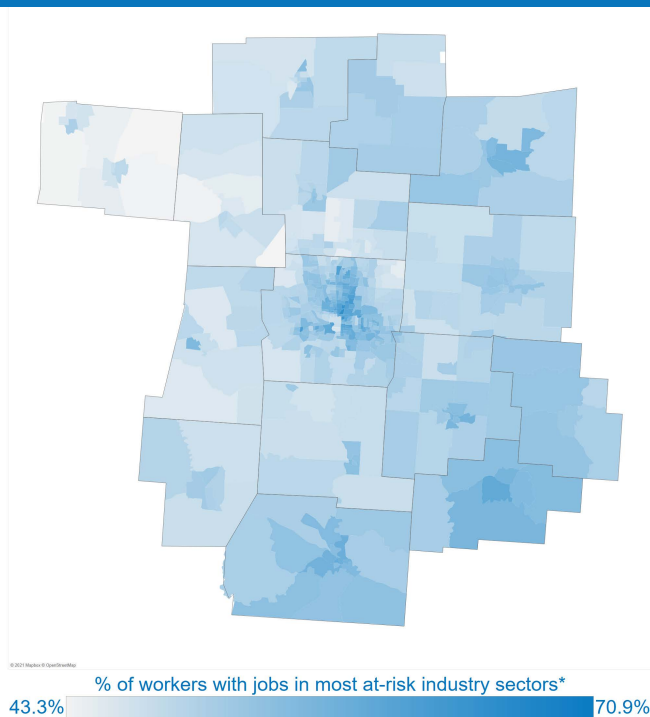 © 2021 Mapbox © OpenStreetMap
% of workers with jobs in most at-risk industry sectors*
43.3% 70.9%